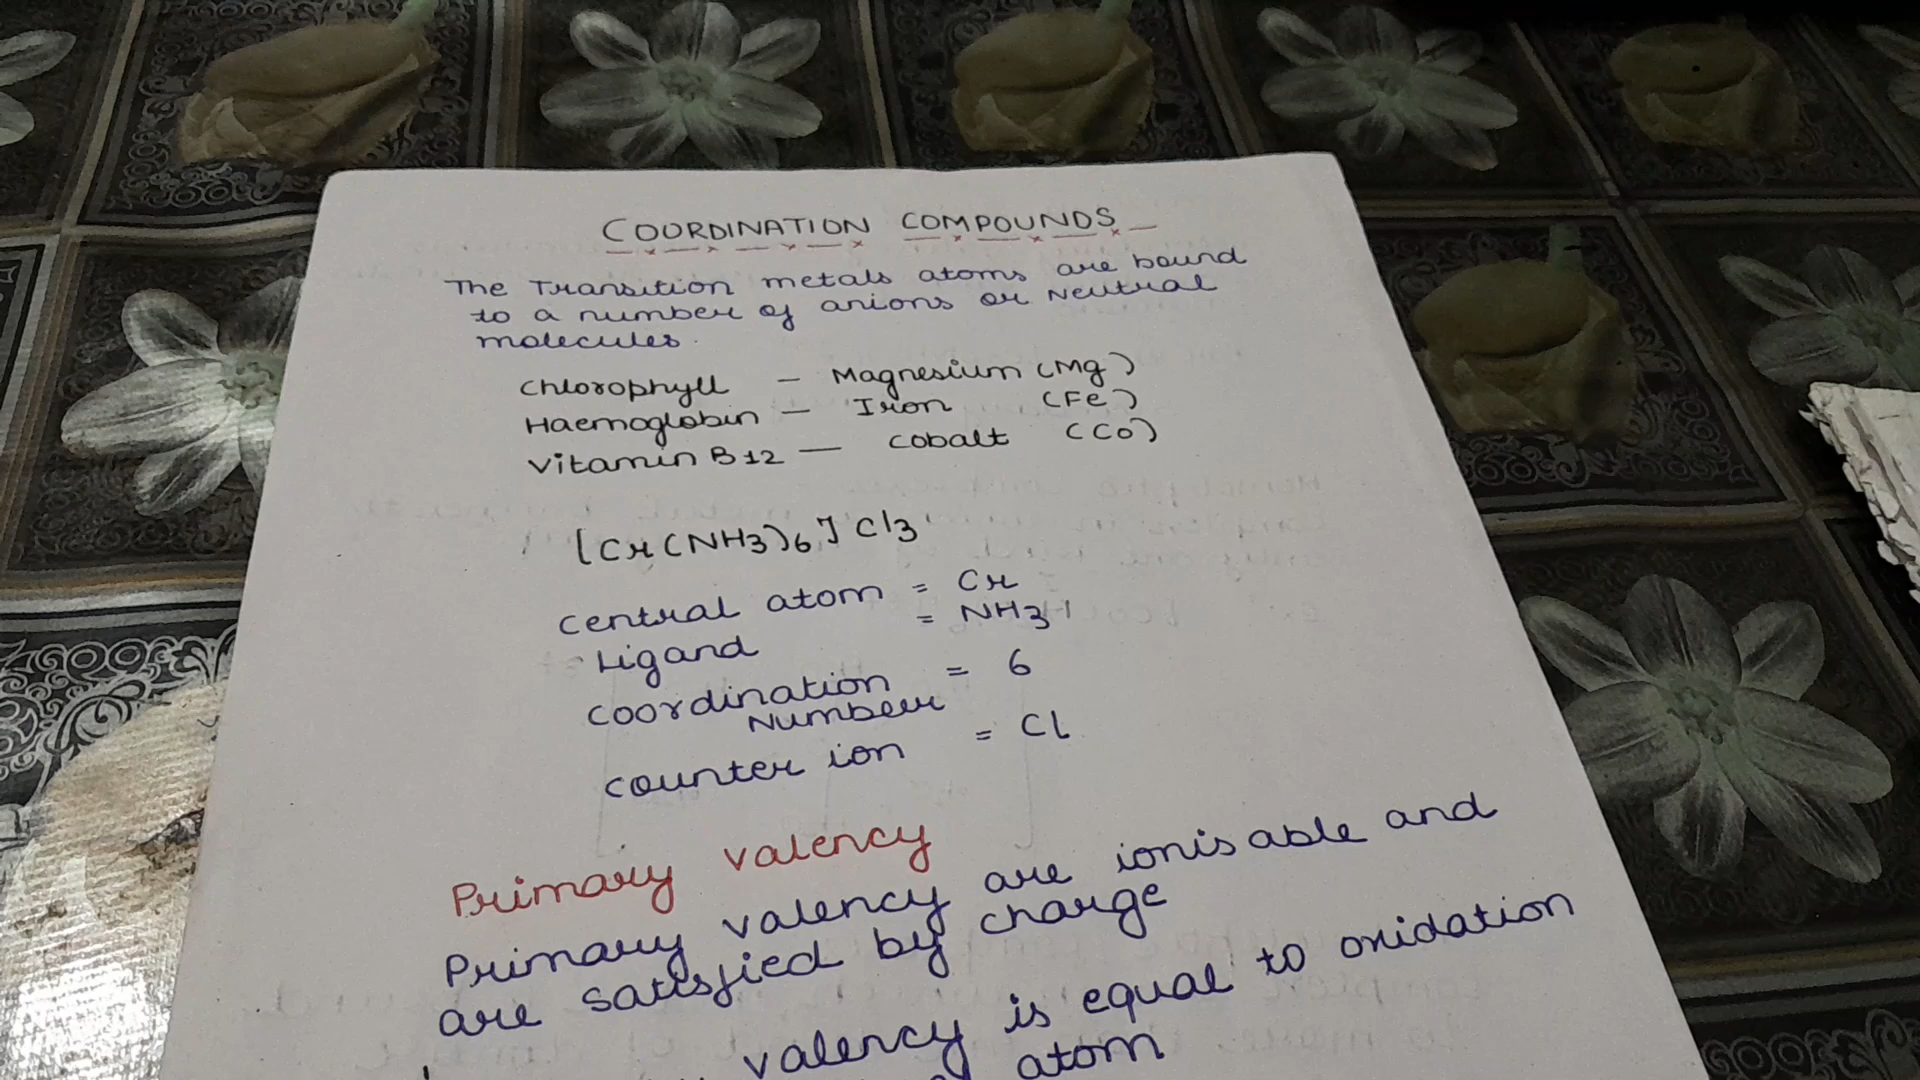 COORDINATION COMPOUNDS
The Transition metals atoms are bound
to a number of anions or Neutral
molecules.
Chlorophyll – Magnesium (Mg)
Haemoglobin – Iron (Fe)
Vitamin B12 — Cobalt (Co)
[Cr(NH3)6]Cl3
Central atom = Cr
Ligand = NH3
Coordination = 6
Number
Counter ion = Cl
Primary valency
Primary valency are ionisable and
are satisfied by charge
valency is equal to oxidation
atom